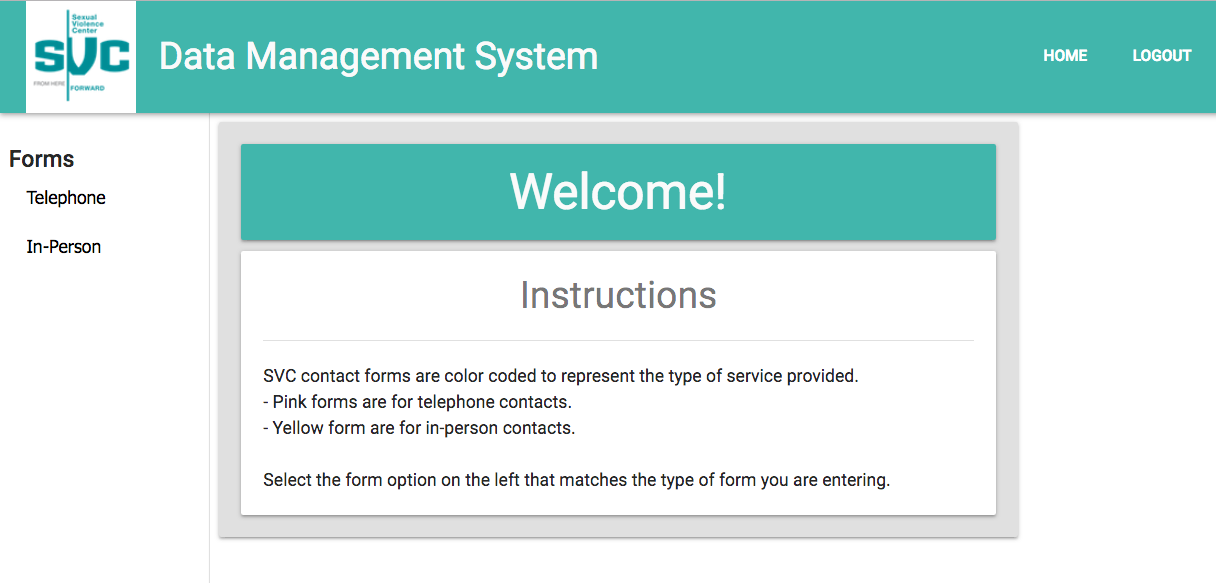 Sexual
Violence
Center
SVC
FROM HERE
FORWARD
Data Management System
HOME
LOGOUT
Forms
Telephone
In-Person
Welcome!
Instructions
SVC contact forms are color coded to represent the type of service provided.
- Pink forms are for telephone contacts.
- Yellow form are for in-person contacts.
Select the form option on the left that matches the type of form you are entering.